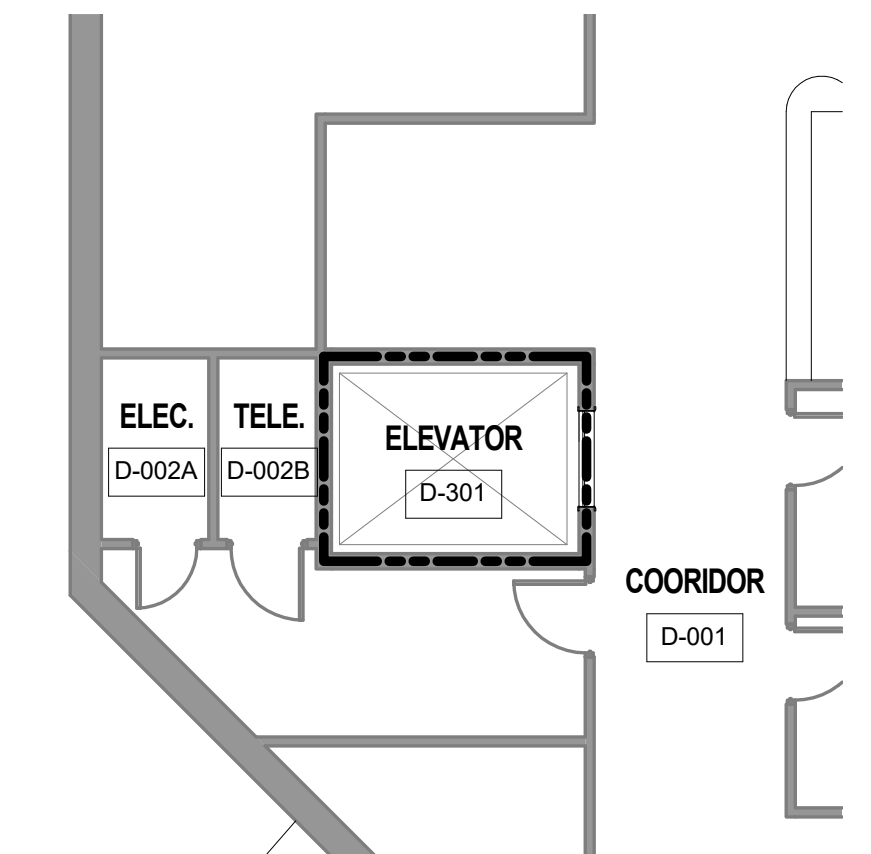 ELEC.
D-002A
TELE.
D-002B
ELEVATOR
D-301
COORIDOR
D-001